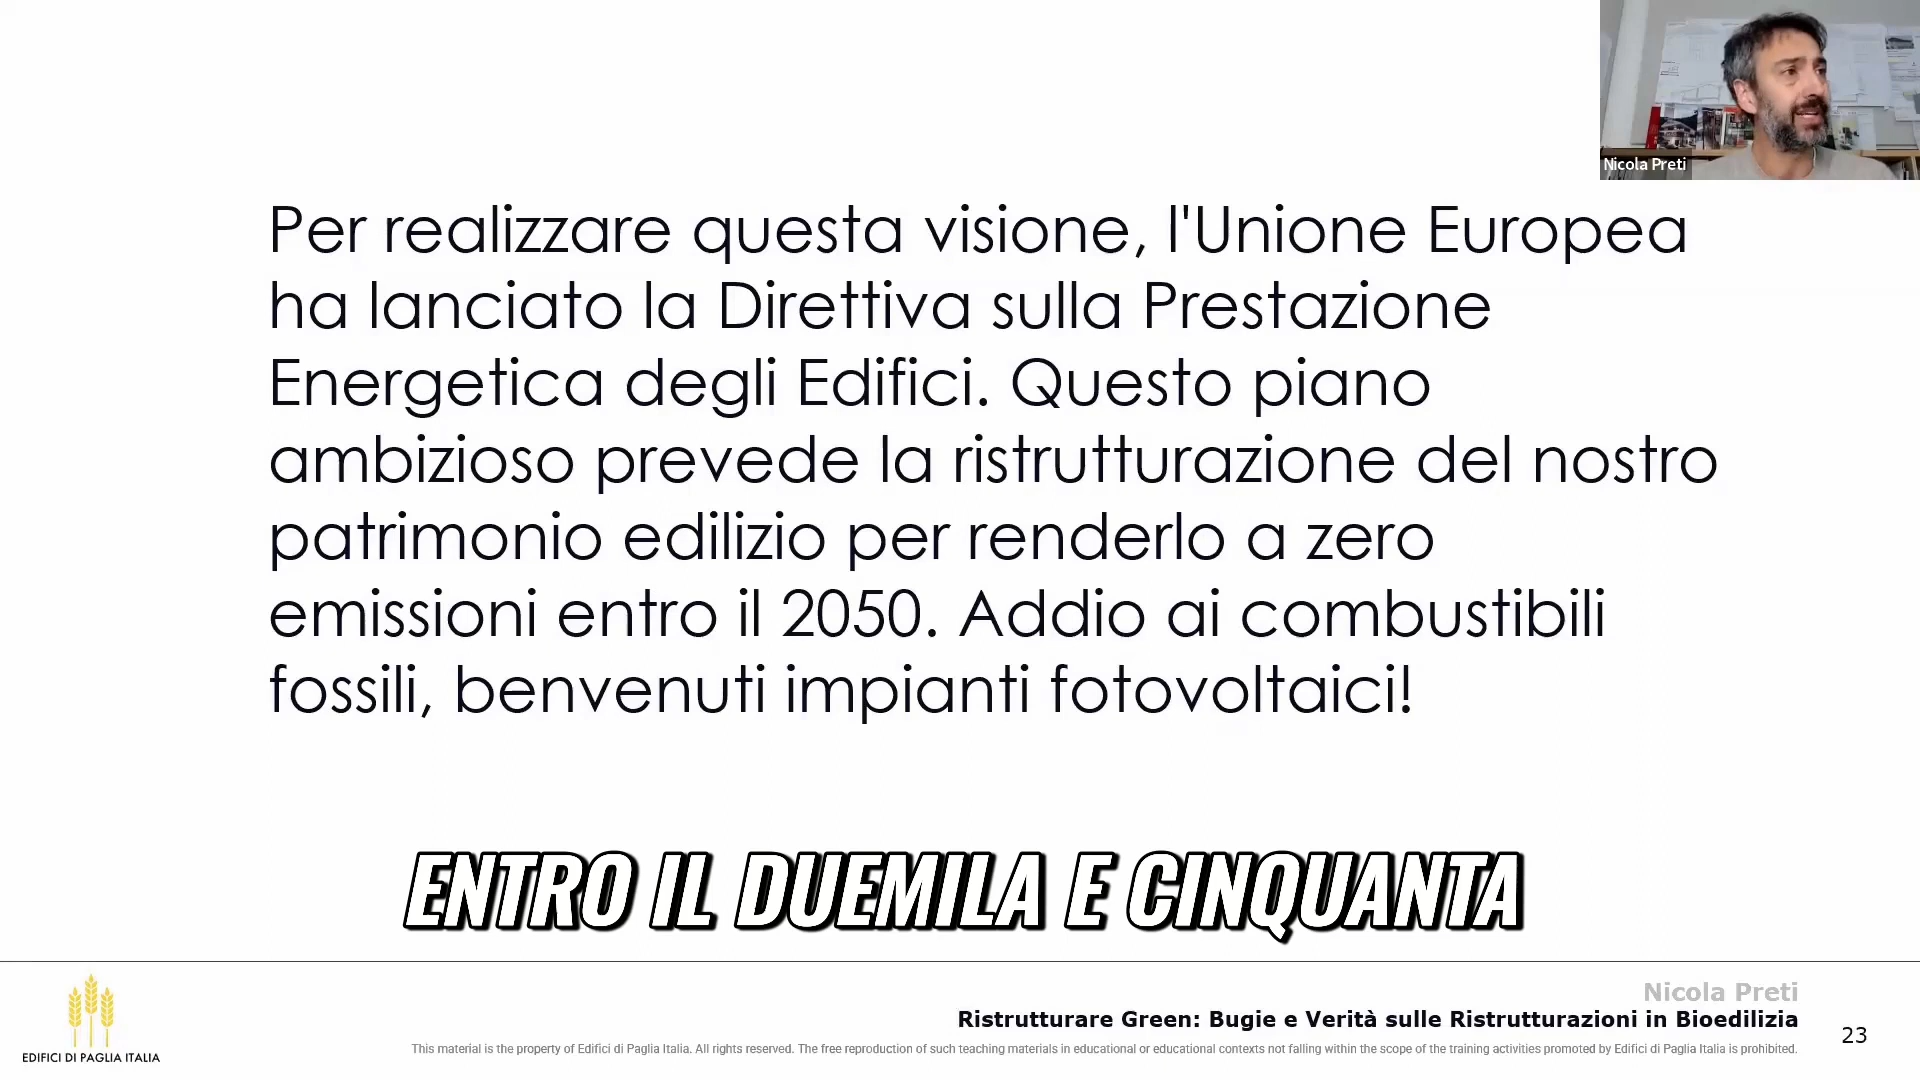 Nicola Preti
Per realizzare questa visione, l'Unione Europea
ha lanciato la Direttiva sulla Prestazione
Energetica degli Edifici. Questo piano
ambizioso prevede la ristrutturazione del nostro
patrimonio edilizio per renderlo a zero
emissioni entro il 2050. Addio ai combustibili
fossili, benvenuti impianti fotovoltaici!
ENTRO IL DUEMILA E CINQUANTA
Nicola Preti
Ristrutturare Green: Bugie e Verità sulle Ristrutturazioni in Bioedilizia
23
This material is the property of Edifici di Paglia Italia. All rights reserved. The free reproduction of such teaching materials in educational or educational contexts not falling within the scope of the training activities promoted by Edifici di Paglia Italia is prohibited.
EDIFICI DI PAGLIA ITALIA